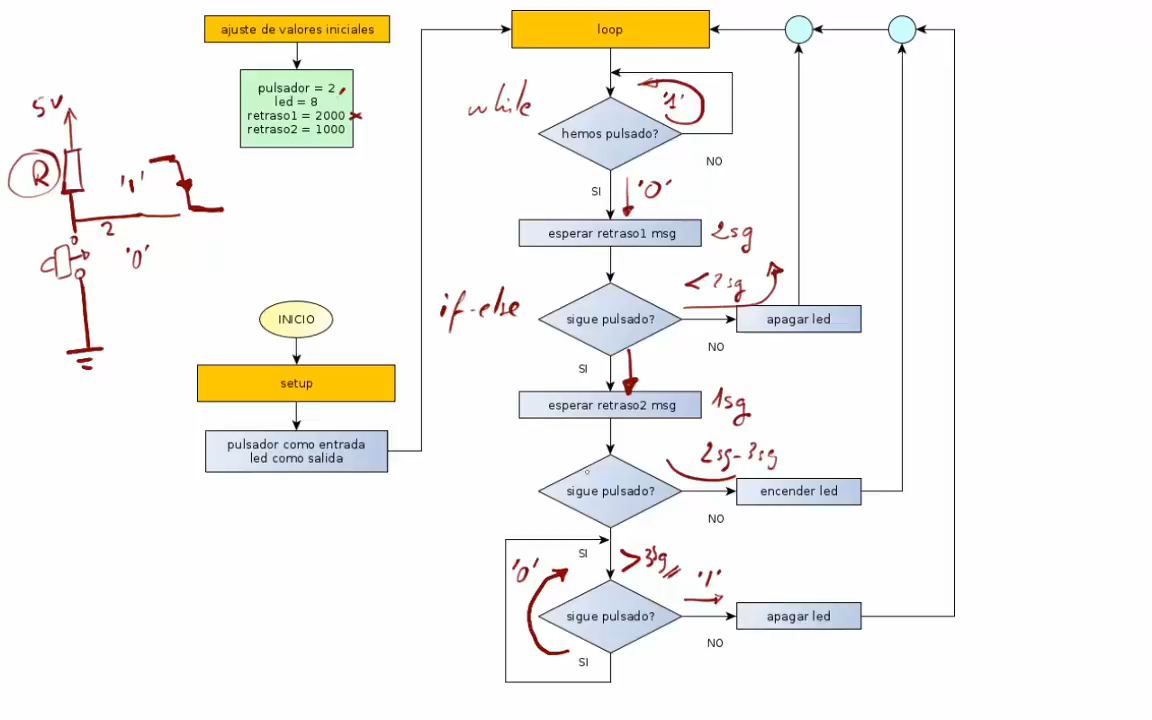 ajuste de valores iniciales
pulsador = 2
led = 8
retraso1 = 2000
retraso2 = 1000
5V
R
'1'
2
'0'
INICIO
setup
pulsador como entrada
led como salida
loop
while
'1'
hemos pulsado?
NO
SI
'0'
esperar retraso1 msg
2sg
if-else
<2sg
sigue pulsado?
apagar led
NO
SI
esperar retraso2 msg
1sg
2sg-3sg
sigue pulsado?
encender led
NO
SI
>3sg
'0'
'1'
sigue pulsado?
apagar led
NO
SI